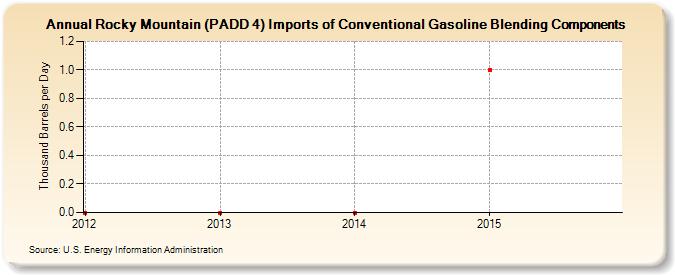 Annual Rocky Mountain (PADD 4) Imports of Conventional Gasoline Blending Components
Thousand Barrels per Day
1.2
1.0
0.8
0.6
0.4
0.2
0.0
2012 2013 2014 2015
Source: U.S. Energy Information Administration